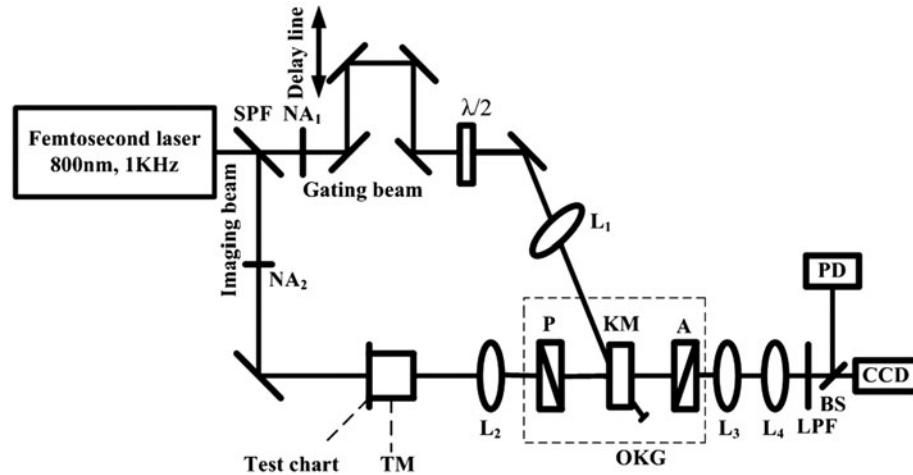 Delay line
SPF
NA₁
λ/2
Femtosecond laser
800nm, 1KHz
Gating beam
Imaging beam
L₁
NA₂
PD
P
KM
A
CCD
BS
L₂
L₃
L₄
LPF
Test chart
TM
OKG